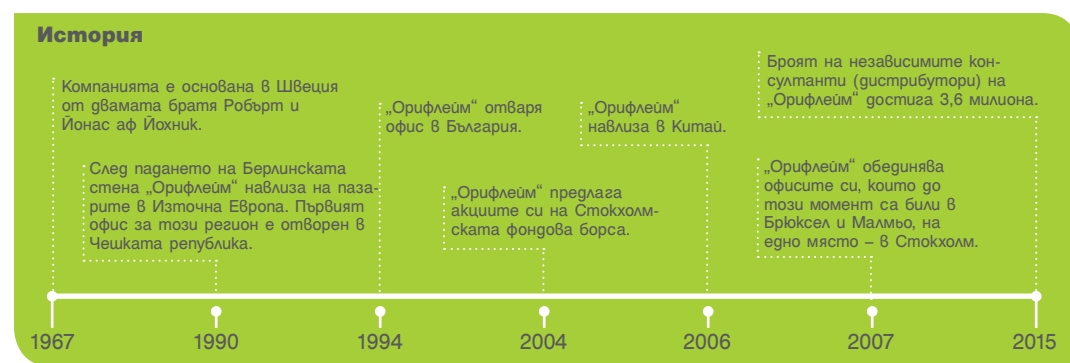 История
Компанията е основана в Швеция
от двамата братя Робърт и
Йонас аф Йохник.
След падането на Берлинската
стена „Орифлейм“ навлиза на паза-
рите в Източна Европа. Първият
офис за този регион е отворен в
Чешката република.
„Орифлейм“ отваря
офис в България.
„Орифлейм“ предлага
акциите си на Стокхолм-
ската фондова борса.
„Орифлейм“
навлиза в Китай.
„Орифлейм“ обединява
офисите си, които до
този момент са били в
Брюксел и Малмьо, на
едно място – в Стокхолм.
Броят на независимите кон-
султанти (дистрибутори) на
„Орифлейм“ достига 3,6 милиона.
1967
1990
1994
2004
2006
2007
2015